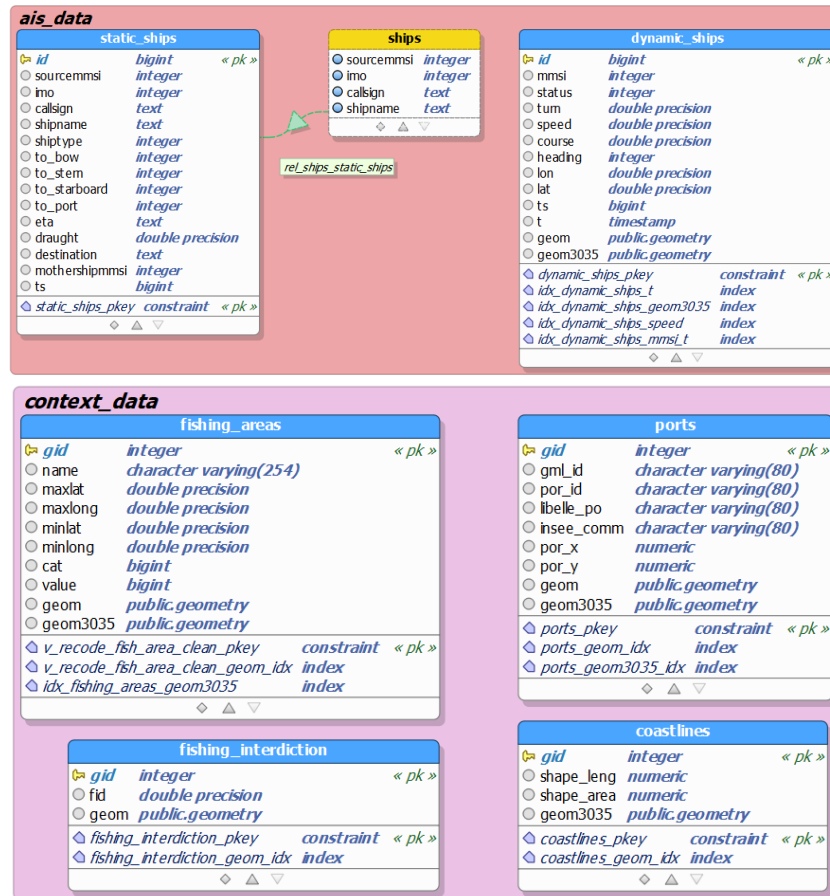 ais_data
static_ships
id bigint « pk »
sourcemmsi integer
imo integer
callsign text
shipname text
shiptype integer
to_bow integer
to_stern integer
to_starboard integer
to_port integer
eta text
draught double precision
destination text
mothershipmmsi integer
ts bigint
static_ships_pkey constraint « pk »
ships
sourcemmsi integer
imo integer
callsign text
shipname text
rel_ships_static_ships
dynamic_ships
id bigint « pk »
mmsi integer
status integer
turn double precision
speed double precision
course double precision
heading integer
lon double precision
lat double precision
ts bigint
t timestamp
geom public.geometry
geom3035 public.geometry
dynamic_ships_pkey constraint « pk »
idx_dynamic_ships_t index
idx_dynamic_ships_geom3035 index
idx_dynamic_ships_speed index
idx_dynamic_ships_mmsi_t index
context_data
fishing_areas
gid integer « pk »
name character varying(254)
maxlat double precision
maxlong double precision
minlat double precision
minlong double precision
cat bigint
value bigint
geom public.geometry
geom3035 public.geometry
v_recode_fish_area_clean_pkey constraint « pk »
v_recode_fish_area_clean_geom_idx index
idx_fishing_areas_geom3035 index
ports
gid integer « pk »
gml_id character varying(80)
por_id character varying(80)
libelle_po character varying(80)
insee_comm character varying(80)
por_x numeric
por_y numeric
geom public.geometry
geom3035 public.geometry
ports_pkey constraint « pk »
ports_geom_idx index
ports_geom3035_idx index
fishing_interdiction
gid integer « pk »
fid double precision
geom public.geometry
fishing_interdiction_pkey constraint « pk »
fishing_interdiction_geom_idx index
coastlines
gid integer « pk »
shape_leng numeric
shape_area numeric
geom3035 public.geometry
coastlines_pkey constraint « pk »
coastlines_geom_idx index